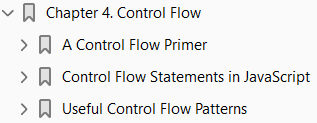 Chapter 4. Control Flow
A Control Flow Primer
Control Flow Statements in JavaScript
Useful Control Flow Patterns